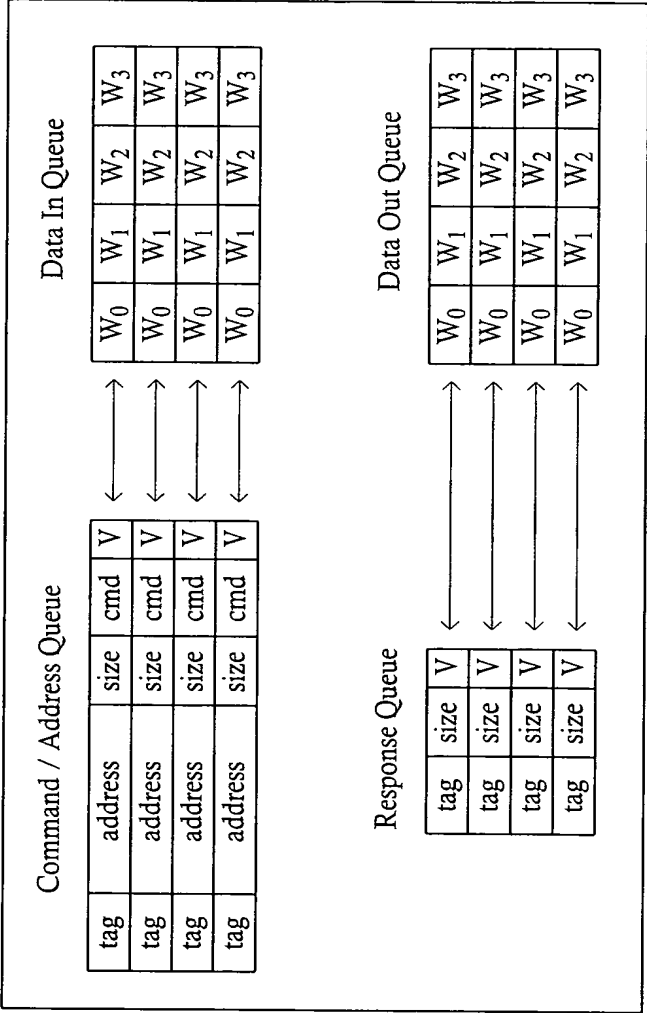 Command / Address Queue
Data In Queue
tag address size cmd V W₀ W₁ W₂ W₃
tag address size cmd V W₀ W₁ W₂ W₃
tag address size cmd V W₀ W₁ W₂ W₃
tag address size cmd V W₀ W₁ W₂ W₃
Response Queue
Data Out Queue
tag size V W₀ W₁ W₂ W₃
tag size V W₀ W₁ W₂ W₃
tag size V W₀ W₁ W₂ W₃
tag size V W₀ W₁ W₂ W₃